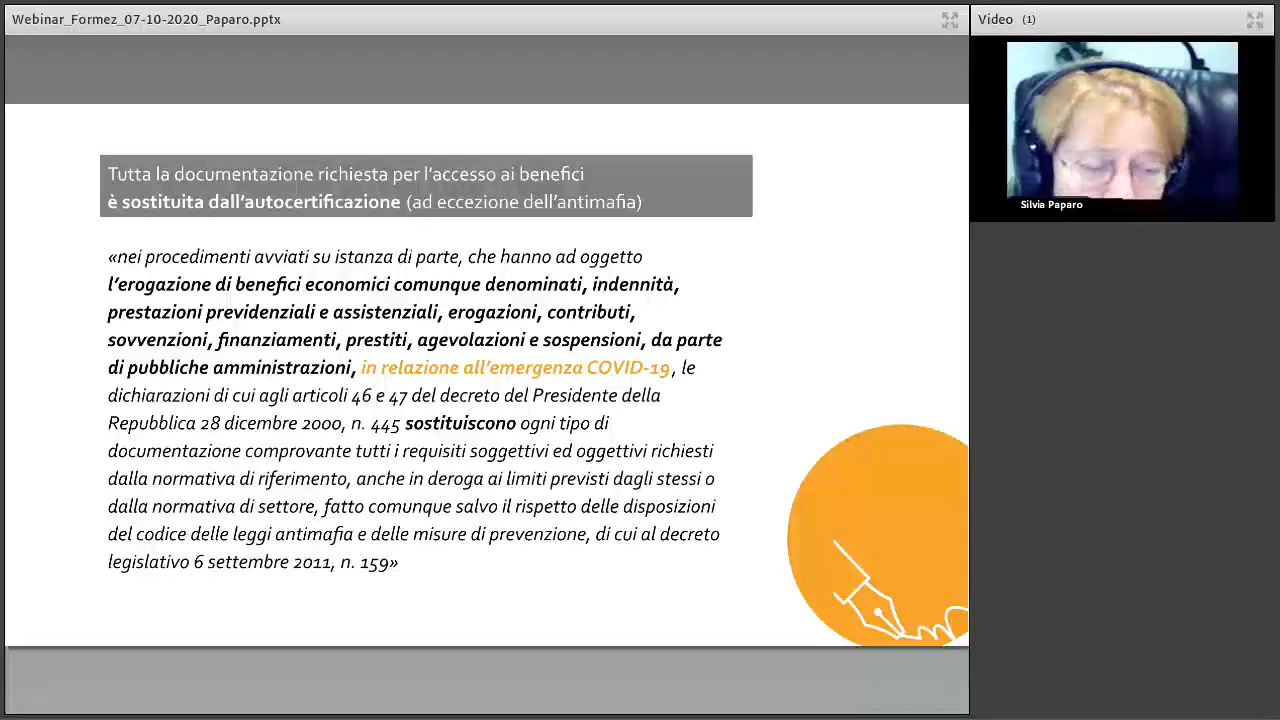 Webinar_Formez_07-10-2020_Paparo.pptx
Video (1)
Silvia Paparo
Tutta la documentazione richiesta per l’accesso ai benefici
è sostituita dall’autocertificazione (ad eccezione dell’antimafia)
«nei procedimenti avviati su istanza di parte, che hanno ad oggetto
l’erogazione di benefici economici comunque denominati, indennità,
prestazioni previdenziali e assistenziali, erogazioni, contributi,
sovvenzioni, finanziamenti, prestiti, agevolazioni e sospensioni, da parte
di pubbliche amministrazioni, in relazione all’emergenza COVID-19, le
dichiarazioni di cui agli articoli 46 e 47 del decreto del Presidente della
Repubblica 28 dicembre 2000, n. 445 sostituiscono ogni tipo di
documentazione comprovante tutti i requisiti soggettivi ed oggettivi richiesti
dalla normativa di riferimento, anche in deroga ai limiti previsti dagli stessi o
dalla normativa di settore, fatto comunque salvo il rispetto delle disposizioni
del codice delle leggi antimafia e delle misure di prevenzione, di cui al decreto
legislativo 6 settembre 2011, n. 159»